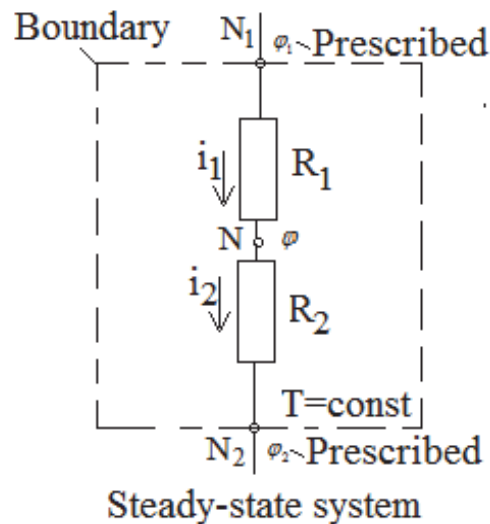 Boundary
N1 φ1 Prescribed
i1 R1
N φ
i2 R2
T=const
N2 φ2 Prescribed
Steady-state system